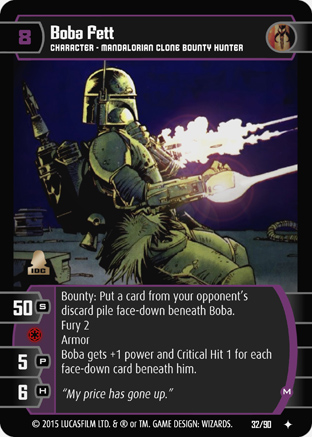 8
Boba Fett
CHARACTER - MANDALORIAN CLONE BOUNTY HUNTER
IDC
50 S
5 P
6 H
Bounty: Put a card from your opponent's
discard pile face-down beneath Boba.
Fury 2
Armor
Boba gets +1 power and Critical Hit 1 for each
face-down card beneath him.
"My price has gone up."
M
© 2015 LUCASFILM LTD. & ® or TM. GAME DESIGN: WIZARDS.
32/90